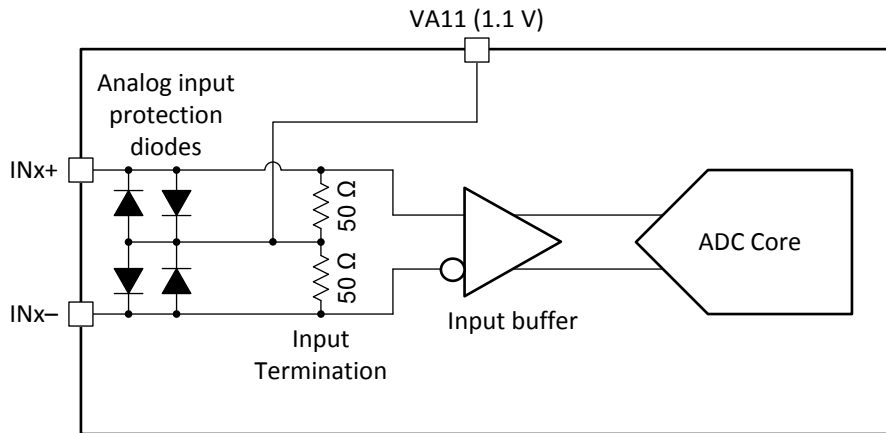 VA11 (1.1 V)
Analog input
protection
diodes
INx+
50 Ω
50 Ω
ADC Core
INx–
Input
Termination
Input buffer